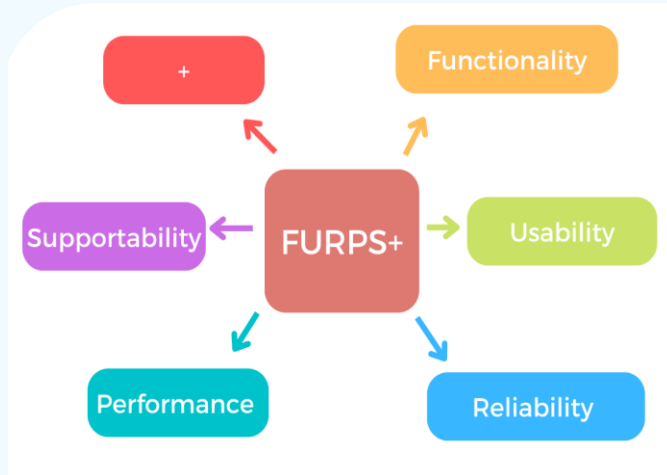 +
Functionality
Supportability
FURPS+
Usability
Performance
Reliability